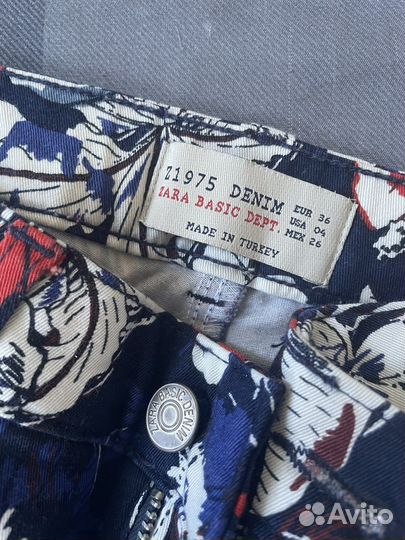 Z1975 DENIM
ZARA BASIC DEPT.
MADE IN TURKEY
EUR 36
USA 04
MEX 26
ZARA BASIC DENIM
Avito